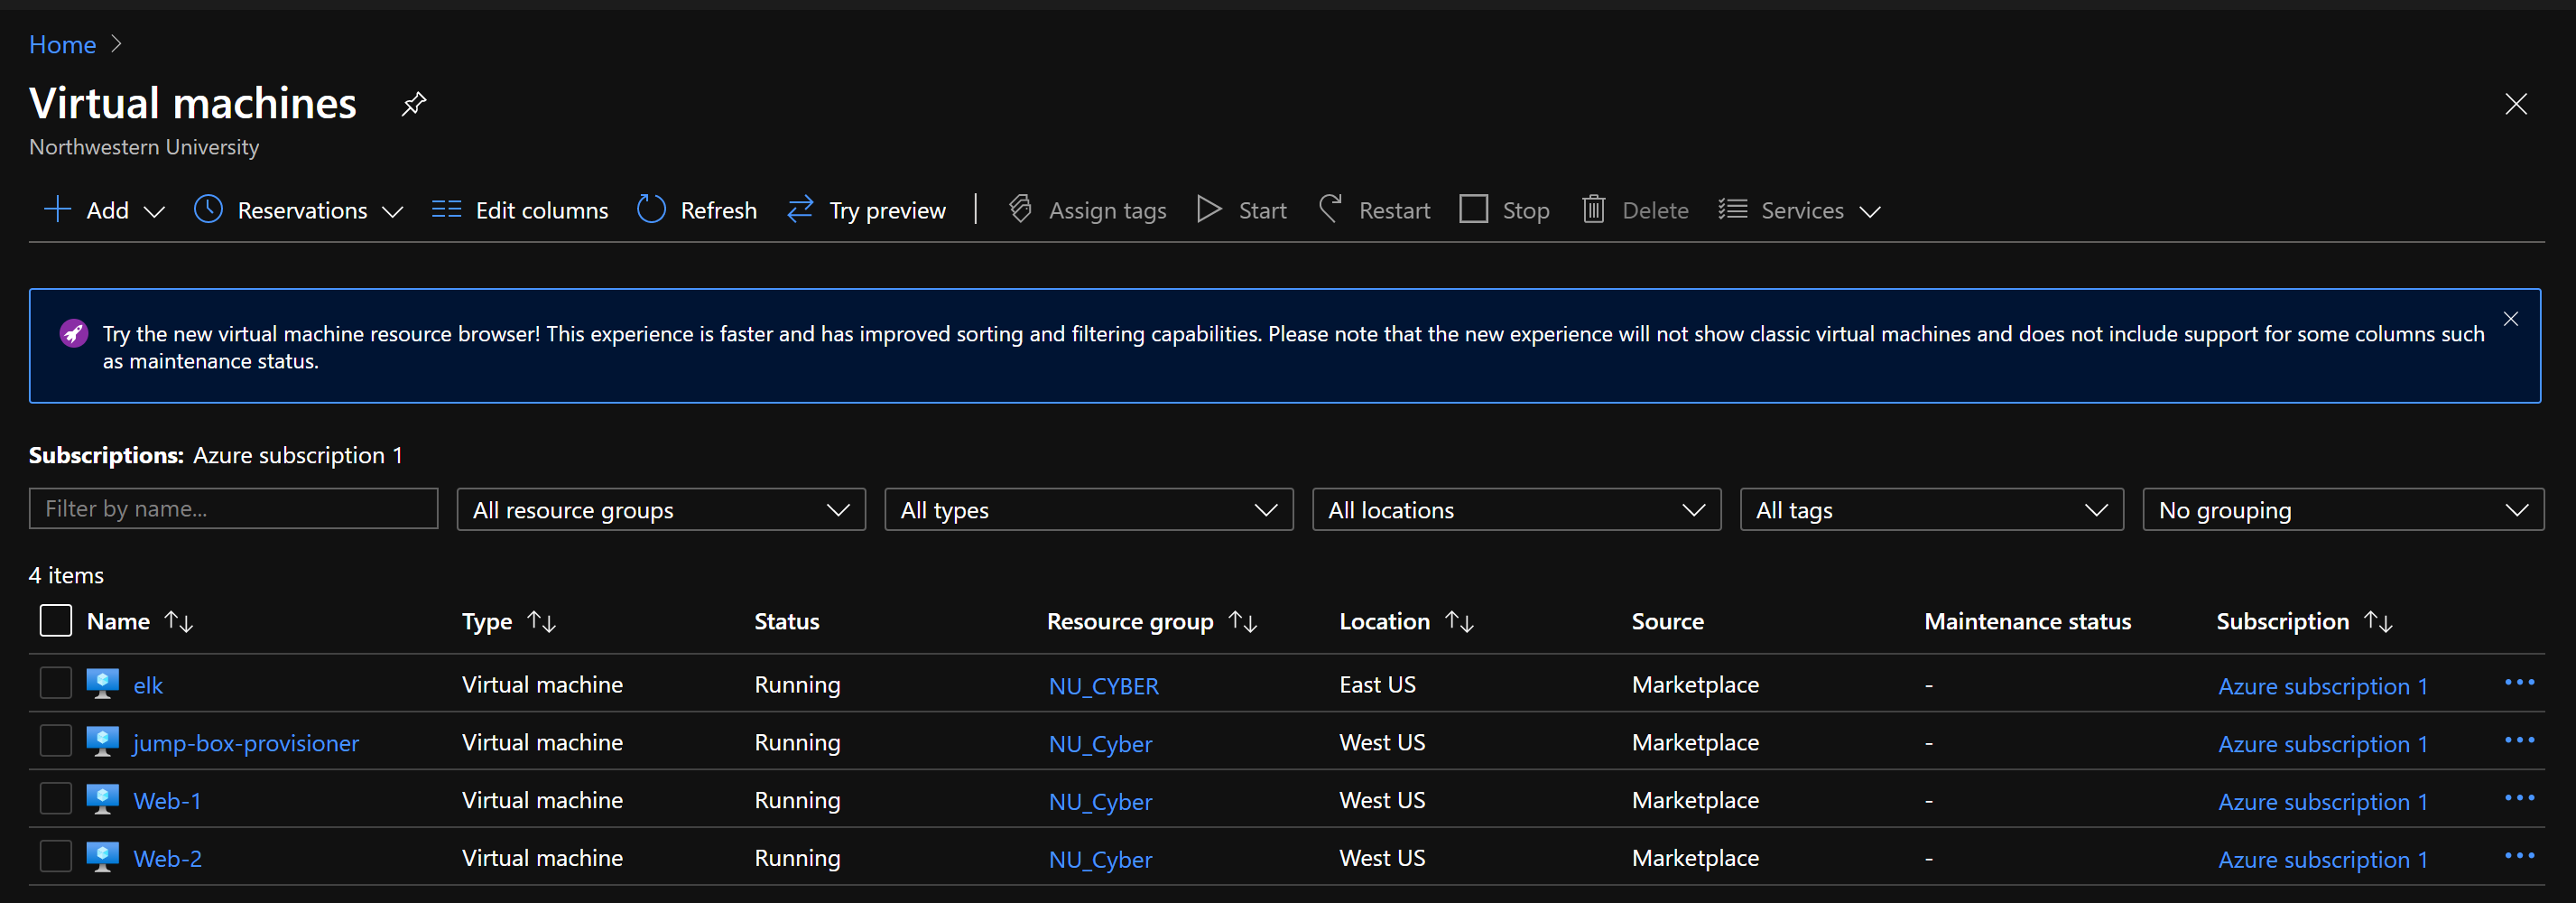 Home
Virtual machines
Northwestern University
Add Reservations Edit columns Refresh Try preview Assign tags Start Restart Stop Delete Services
Try the new virtual machine resource browser! This experience is faster and has improved sorting and filtering capabilities. Please note that the new experience will not show classic virtual machines and does not include support for some columns such
as maintenance status.
Subscriptions: Azure subscription 1
Filter by name... All resource groups All types All locations All tags No grouping
4 items
Name Type Status Resource group Location Source Maintenance status Subscription
elk Virtual machine Running NU_CYBER East US Marketplace - Azure subscription 1
jump-box-provisioner Virtual machine Running NU_Cyber West US Marketplace - Azure subscription 1
Web-1 Virtual machine Running NU_Cyber West US Marketplace - Azure subscription 1
Web-2 Virtual machine Running NU_Cyber West US Marketplace - Azure subscription 1